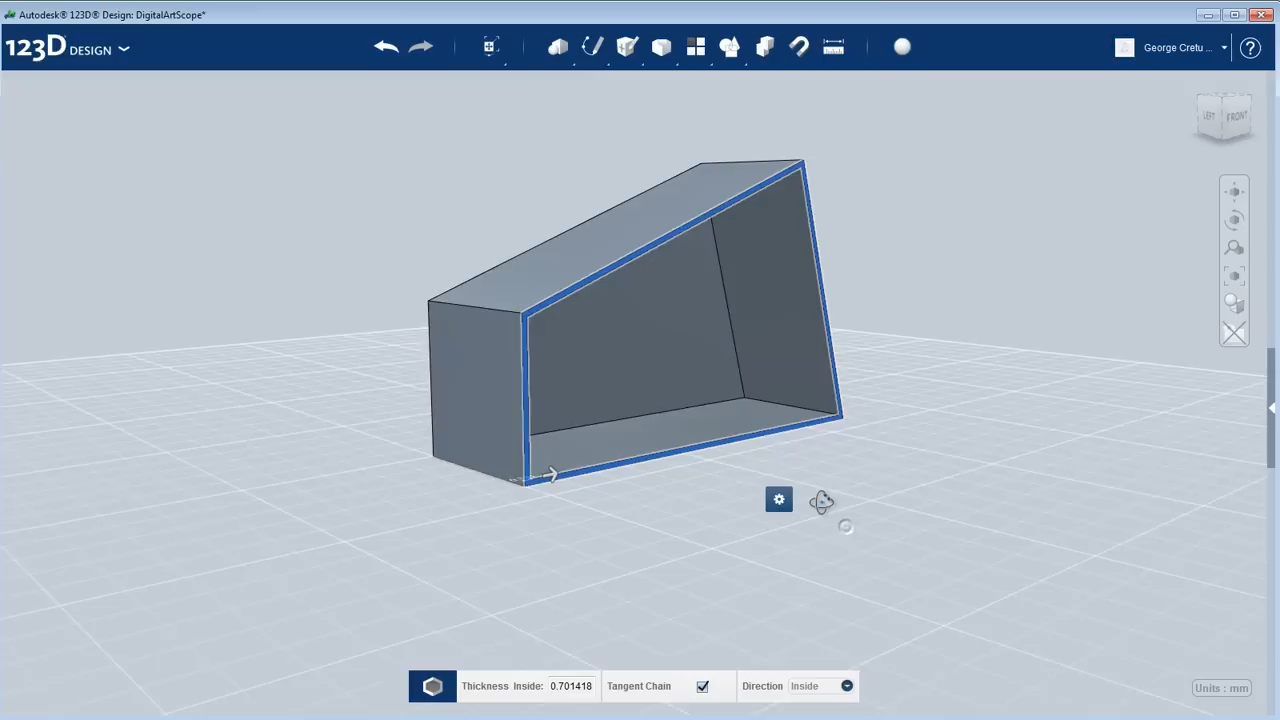 Autodesk® 123D® Design: DigitalArtScope*
123D DESIGN
George Cretu ...
?
LEFT
FRONT
Thickness Inside: 0.701418
Tangent Chain
Direction Inside
Units : mm